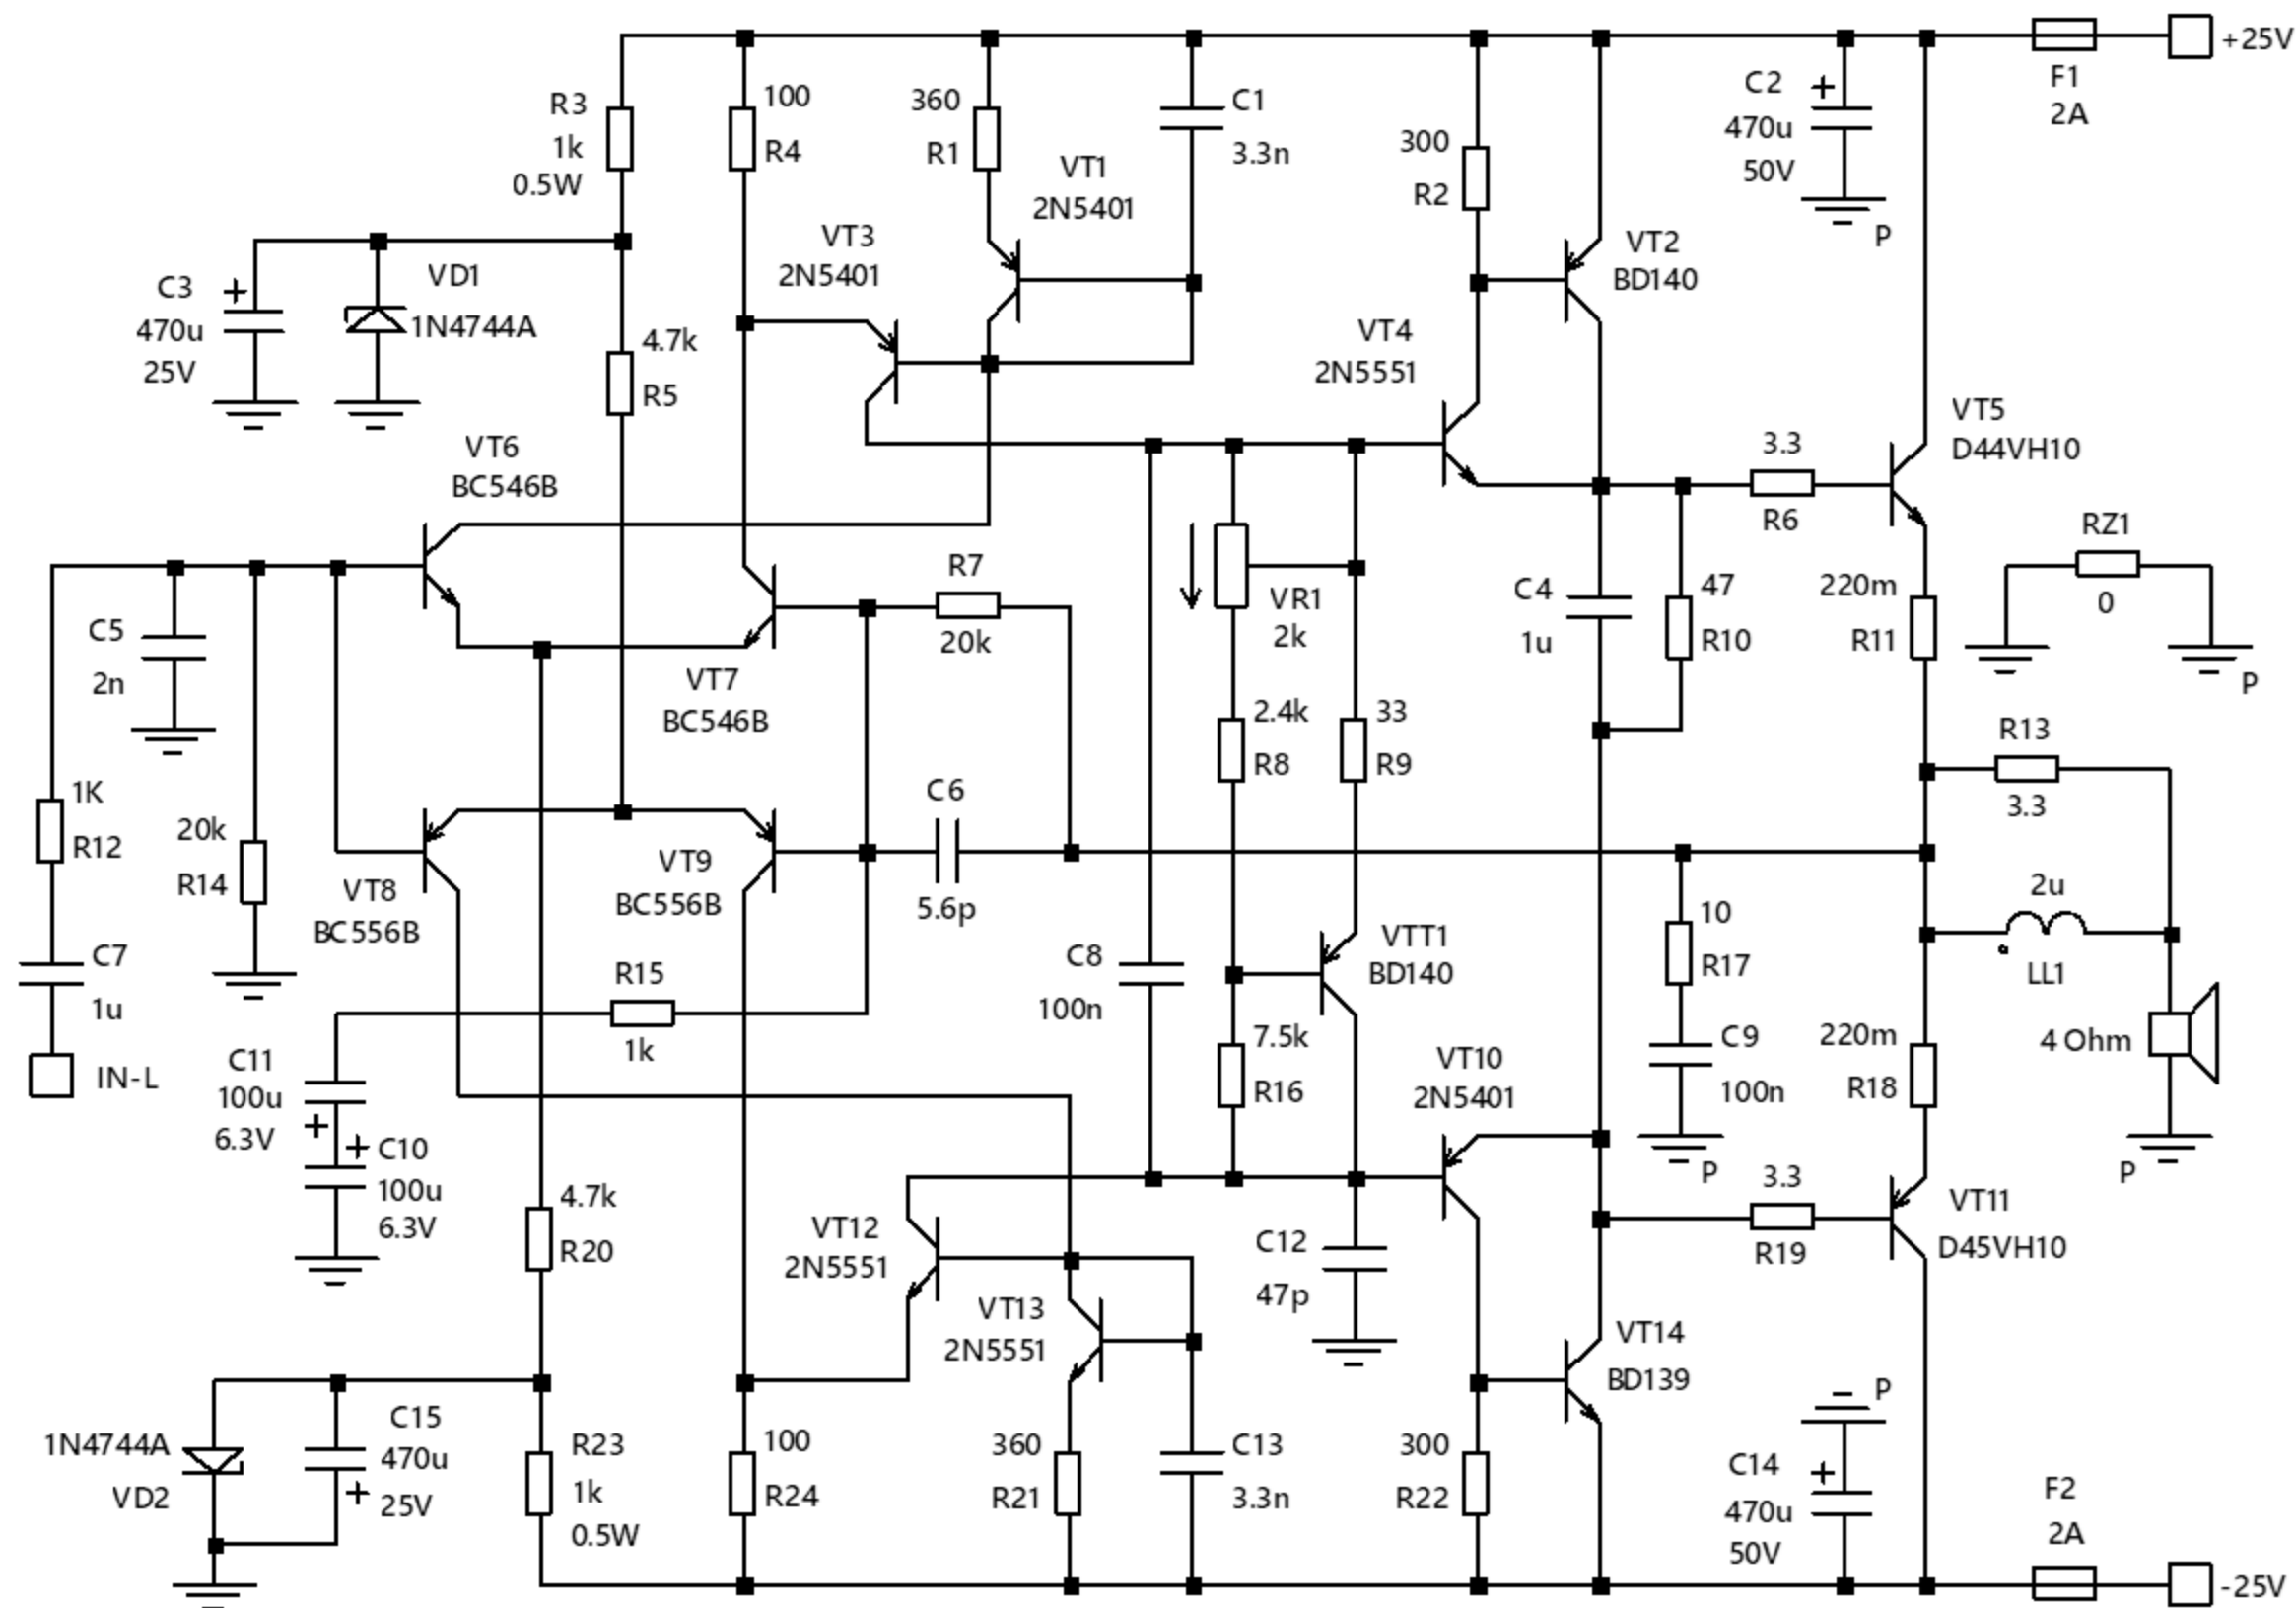 +25V
F1
2A
C2
470u
50V
P
R3
1k
0.5W
100
R4
360
R1
VT1
2N5401
C1
3.3n
300
R2
VT2
BD140
VT3
2N5401
C3
470u
25V
VD1
1N4744A
4.7k
R5
VT4
2N5551
VT5
D44VH10
3.3
R6
VT6
BC546B
RZ1
0
P
R7
20k
VT7
BC546B
VR1
2k
C4
1u
47
R10
220m
R11
C5
2n
2.4k
R8
33
R9
R13
3.3
1K
R12
20k
R14
VT8
BC556B
VT9
BC556B
C6
5.6p
C7
1u
IN-L
R15
1k
C8
100n
VTT1
BD140
10
R17
C9
100n
P
2u
LL1
4 Ohm
P
220m
R18
C11
100u
6.3V
C10
100u
6.3V
7.5k
R16
VT10
2N5401
4.7k
R20
VT12
2N5551
VT13
2N5551
C12
47p
3.3
R19
VT11
D45VH10
VT14
BD139
1N4744A
VD2
C15
470u
25V
R23
1k
0.5W
100
R24
360
R21
C13
3.3n
300
R22
P
C14
470u
50V
F2
2A
-25V